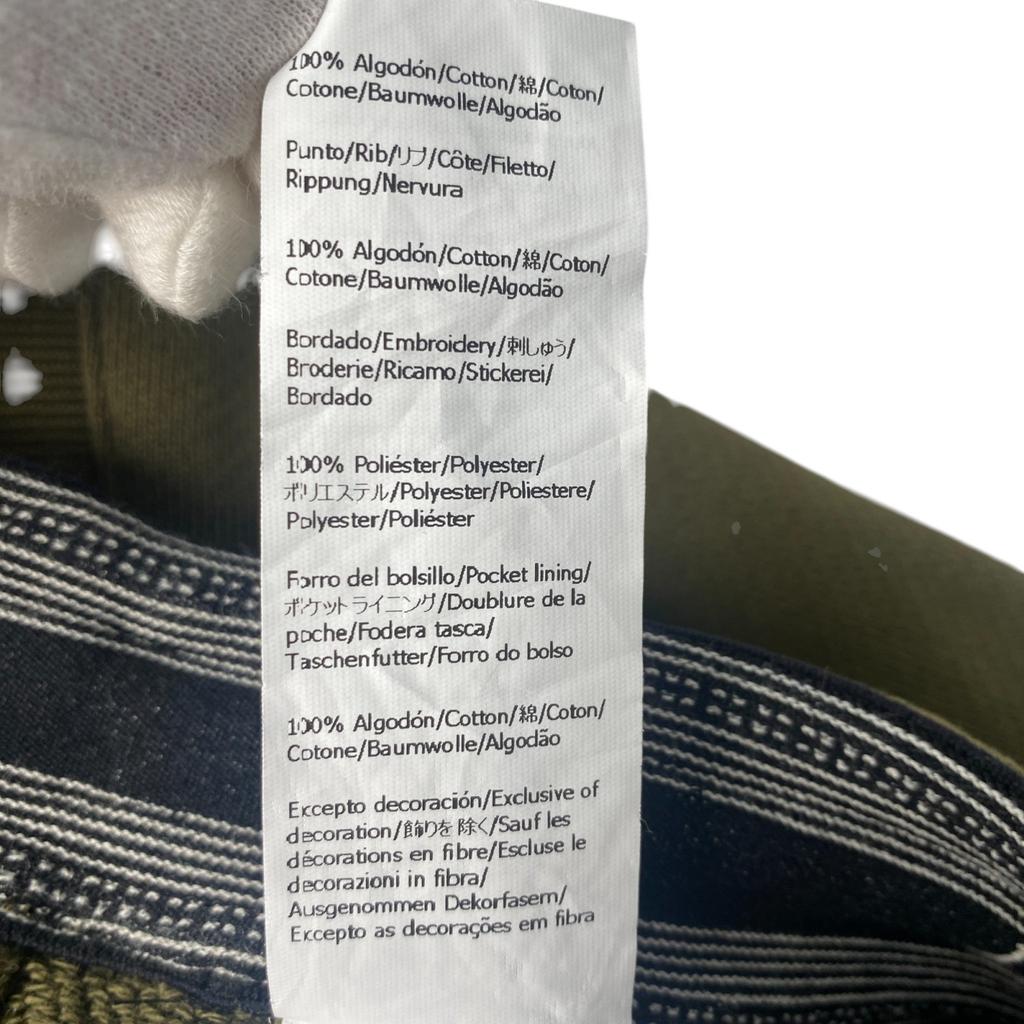 100% Algodón/Cotton/綿/Coton/
Cotone/Baumwolle/Algodão
Punto/Rib/リブ/Côte/Filetto/
Rippung/Nervura
100% Algodón/Cotton/綿/Coton/
Cotone/Baumwolle/Algodão
Bordado/Embroidery/刺しゅう/
Broderie/Ricamo/Stickerei/
Bordado
100% Poliéster/Polyester/
ポリエステル/Polyester/Poliestere/
Polyester/Poliéster
Forro del bolsillo/Pocket lining/
ポケットライニング/Doublure de la
poche/Fodera tasca/
Taschenfutter/Forro do bolso
100% Algodón/Cotton/綿/Coton/
Cotone/Baumwolle/Algodão
Excepto decoración/Exclusive of
decoration/飾りを除く/Sauf les
décorations en fibre/Escluse le
decorazioni in fibra/
Ausgenommen Dekorfasern/
Excepto as decorações em fibra